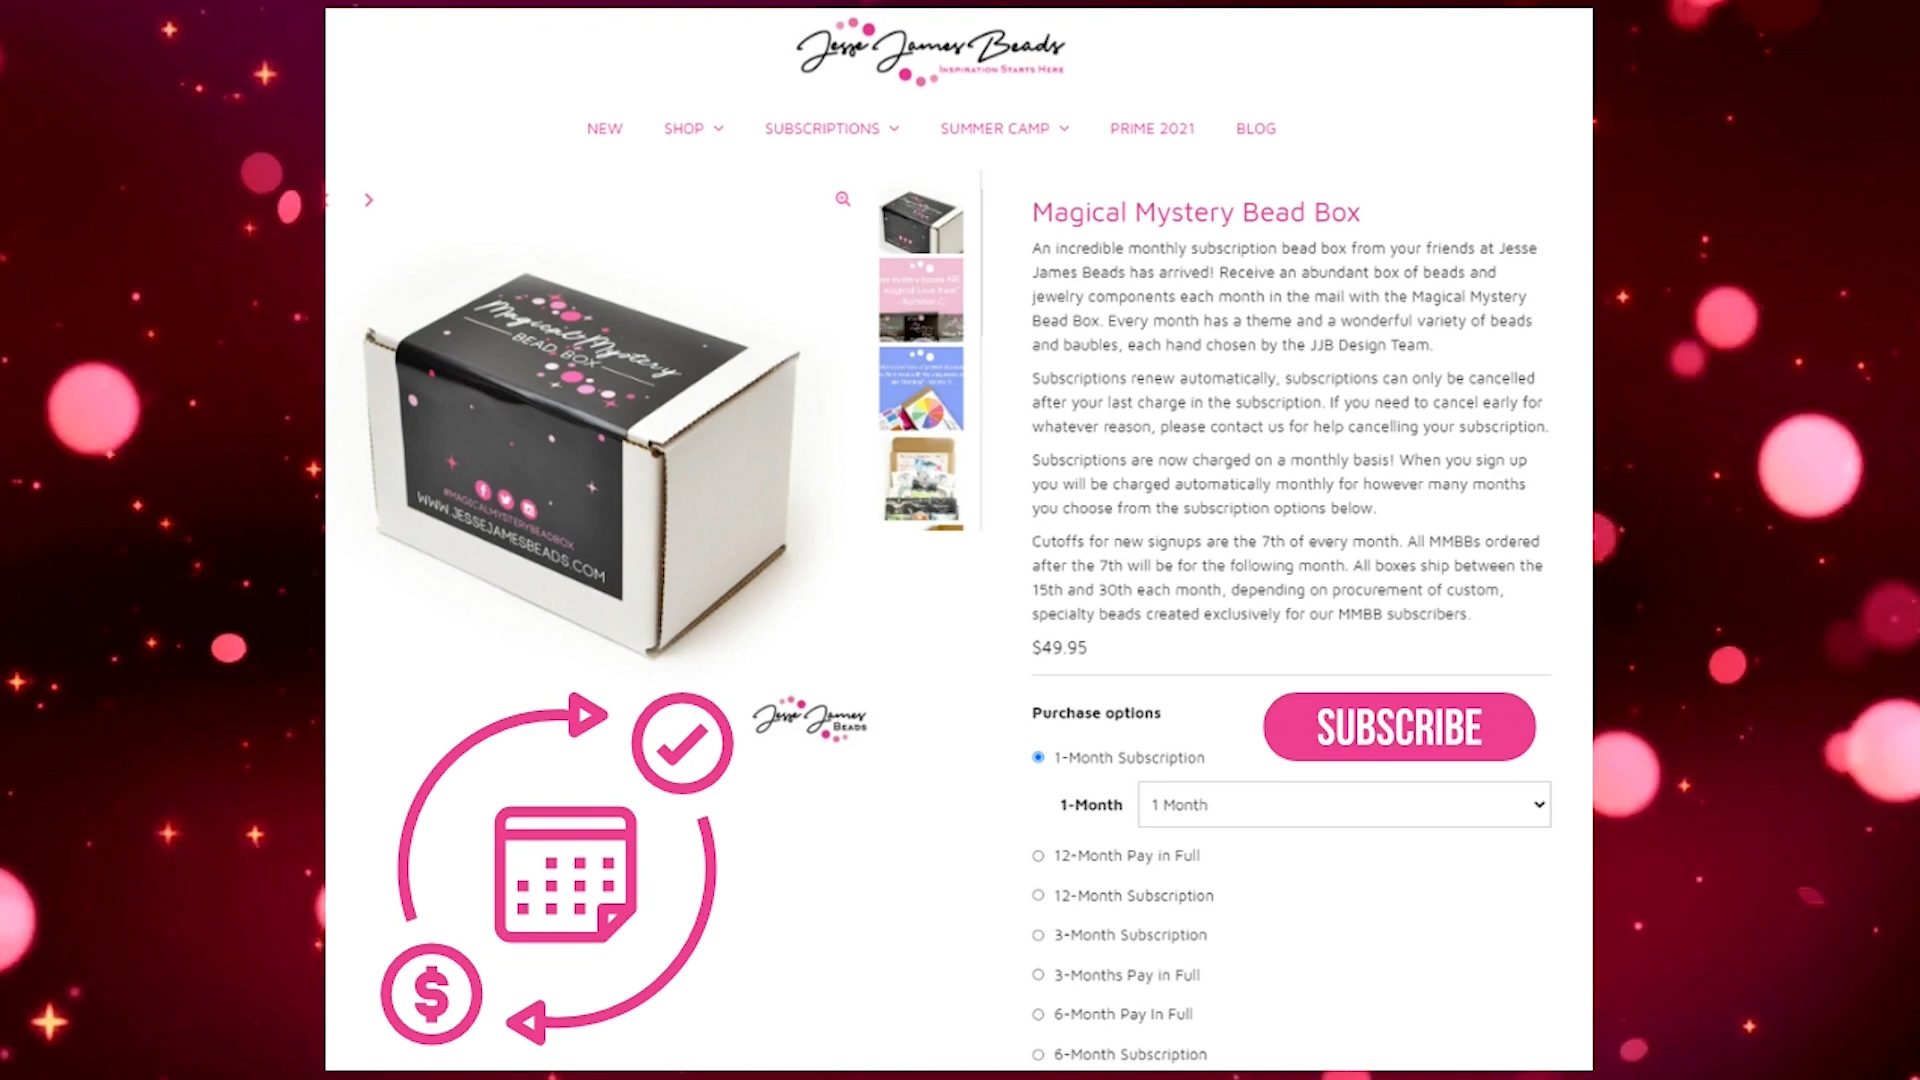 Jesse James Beads
INSPIRATION STARTS HERE
NEW SHOP SUBSCRIPTIONS SUMMER CAMP PRIME 2021 BLOG
Magical Mystery
BEAD BOX
#MAGICALMYSTERYBEADBOX
WWW.JESSEJAMESBEADS.COM
Jesse James
BEADS
Magical Mystery Bead Box
An incredible monthly subscription bead box from your friends at Jesse
James Beads has arrived! Receive an abundant box of beads and
jewelry components each month in the mail with the Magical Mystery
Bead Box. Every month has a theme and a wonderful variety of beads
and baubles, each hand chosen by the JJB Design Team.
Subscriptions renew automatically, subscriptions can only be cancelled
after your last charge in the subscription. If you need to cancel early for
whatever reason, please contact us for help cancelling your subscription.
Subscriptions are now charged on a monthly basis! When you sign up
you will be charged automatically monthly for however many months
you choose from the subscription options below.
Cutoffs for new signups are the 7th of every month. All MMBBs ordered
after the 7th will be for the following month. All boxes ship between the
15th and 30th each month, depending on procurement of custom,
specialty beads created exclusively for our MMBB subscribers.
$49.95
Purchase options
SUBSCRIBE
1-Month Subscription
1-Month 1 Month
12-Month Pay in Full
12-Month Subscription
3-Month Subscription
3-Months Pay in Full
6-Month Pay In Full
6-Month Subscription